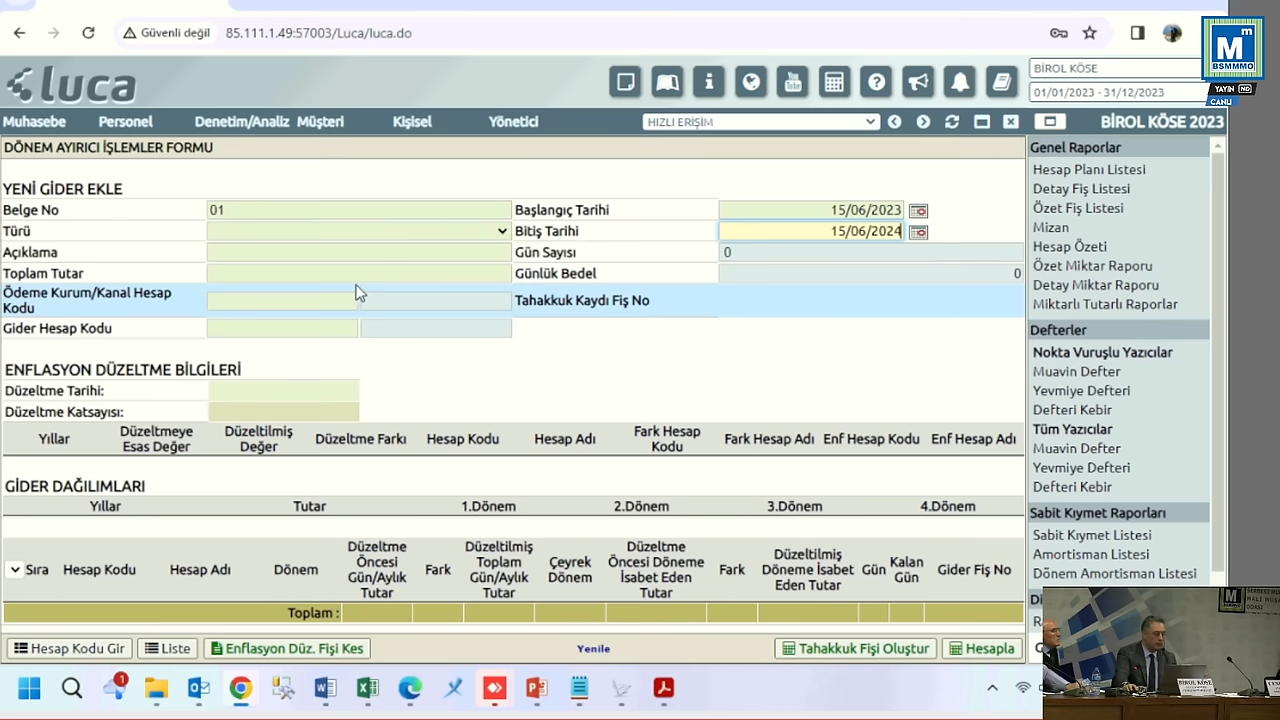 Güvenli değil 85.111.1.49:57003/Luca/luca.do
M m
BSMMMO
YAYIN HD
CANLI
luca
BİROL KÖSE
01/01/2023 - 31/12/2023
Muhasebe Personel Denetim/Analiz Müşteri Kişisel Yönetici HIZLI ERİŞİM BİROL KÖSE 2023
DÖNEM AYIRICI İŞLEMLER FORMU
YENİ GİDER EKLE
Belge No 01 Başlangıç Tarihi 15/06/2023
Türü Bitiş Tarihi 15/06/2024
Açıklama Gün Sayısı 0
Toplam Tutar Günlük Bedel 0
Ödeme Kurum/Kanal Hesap
Kodu
Tahakkuk Kaydı Fiş No
Gider Hesap Kodu
ENFLASYON DÜZELTME BİLGİLERİ
Düzeltme Tarihi:
Düzeltme Katsayısı:
Yıllar Düzeltmeye Esas Değer Düzeltilmiş Değer Düzeltme Farkı Hesap Kodu Hesap Adı Fark Hesap Kodu Fark Hesap Adı Enf Hesap Kodu Enf Hesap Adı
GİDER DAĞILIMLARI
Yıllar Tutar 1.Dönem 2.Dönem 3.Dönem 4.Dönem
Sıra Hesap Kodu Hesap Adı Dönem Düzeltme Öncesi Gün/Aylık Tutar Fark Düzeltilmiş Toplam Gün/Aylık Tutar Çeyrek Dönem Düzeltme Öncesi Döneme İsabet Eden Tutar Fark Düzeltilmiş Döneme İsabet Eden Tutar Gün Kalan Gün Gider Fiş No
Toplam :
Hesap Kodu Gir Liste Enflasyon Düz. Fişi Kes Yenile Tahakkuk Fişi Oluştur Hesapla
Genel Raporlar
Hesap Planı Listesi
Detay Fiş Listesi
Özet Fiş Listesi
Mizan
Hesap Özeti
Özet Miktar Raporu
Detay Miktar Raporu
Miktarlı Tutarlı Raporlar
Defterler
Nokta Vuruşlu Yazıcılar
Muavin Defter
Yevmiye Defteri
Defteri Kebir
Tüm Yazıcılar
Muavin Defter
Yevmiye Defteri
Defteri Kebir
Sabit Kıymet Raporları
Sabit Kıymet Listesi
Amortisman Listesi
Dönem Amortisman Listesi
1
BİROL KÖSE